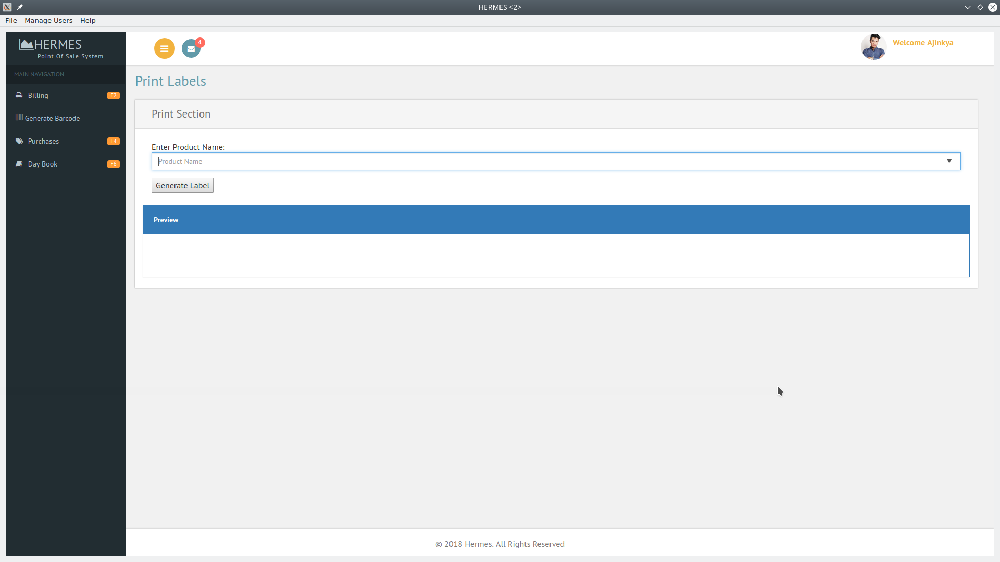 HERMES <2>
File Manage Users Help
HERMES
Point Of Sale System
4
Welcome Ajinkya
MAIN NAVIGATION
Billing F2
Generate Barcode
Purchases F4
Day Book F6
Print Labels
Print Section
Enter Product Name:
Product Name
Generate Label
Preview
© 2018 Hermes. All Rights Reserved